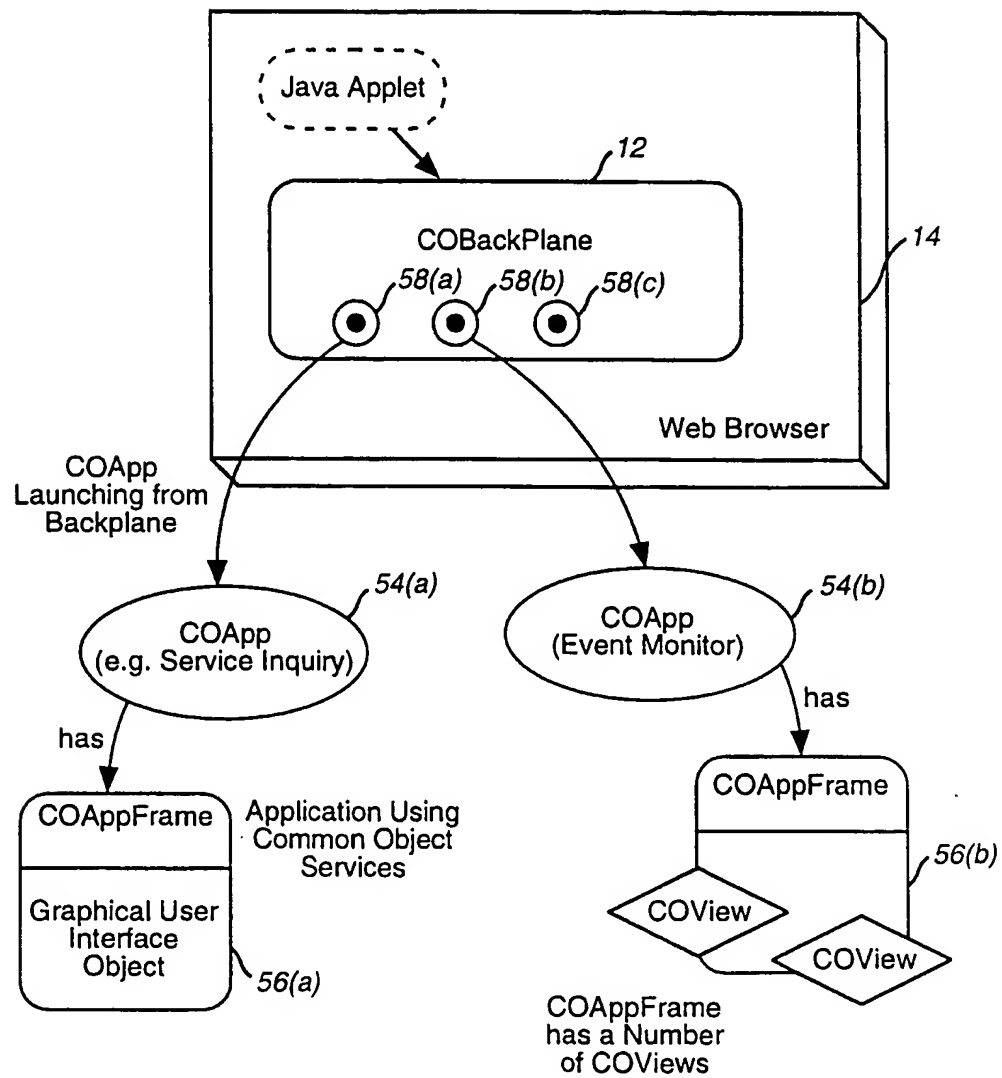 Java Applet
12
COBackPlane
14
58(a)
58(b)
58(c)
Web Browser
COApp
Launching from
Backplane
54(a)
COApp
(e.g. Service Inquiry)
54(b)
COApp
(Event Monitor)
has
has
COAppFrame
Graphical User
Interface
Object
56(a)
Application Using
Common Object
Services
COAppFrame
56(b)
COView
COView
COAppFrame
has a Number
of COViews